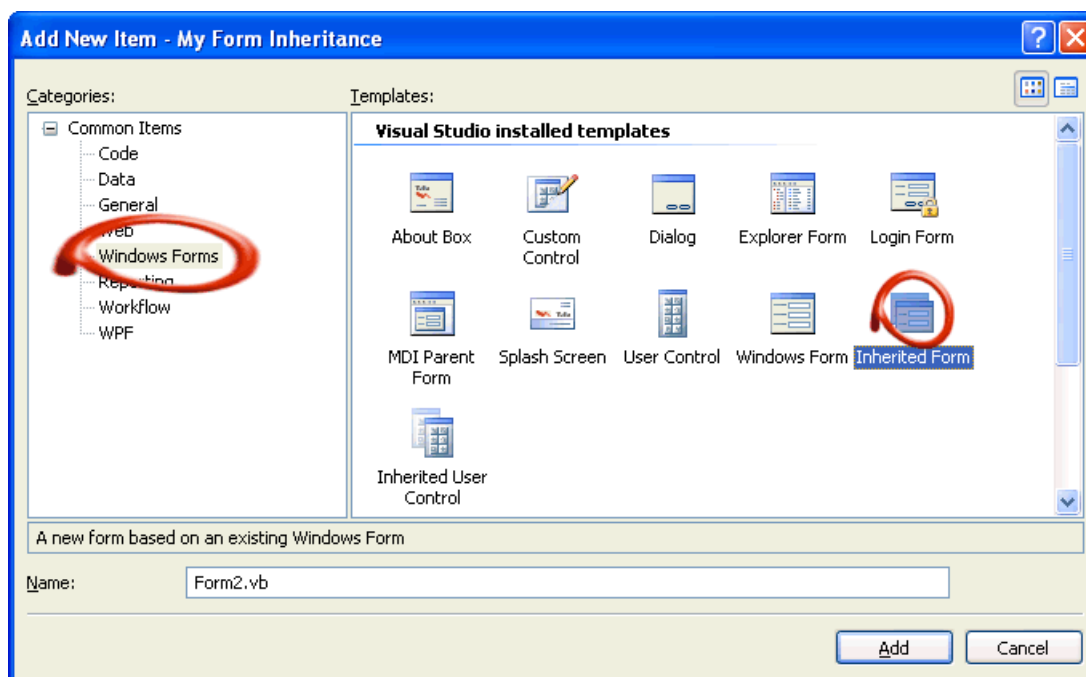 Add New Item - My Form Inheritance
Categories:
Templates:
Common Items
Code
Data
General
Web
Windows Forms
Reporting
Workflow
WPF
Visual Studio installed templates
About Box
Custom
Control
Dialog
Explorer Form
Login Form
MDI Parent
Form
Splash Screen
User Control
Windows Form
Inherited Form
Inherited User
Control
A new form based on an existing Windows Form
Name:
Form2.vb
Add
Cancel